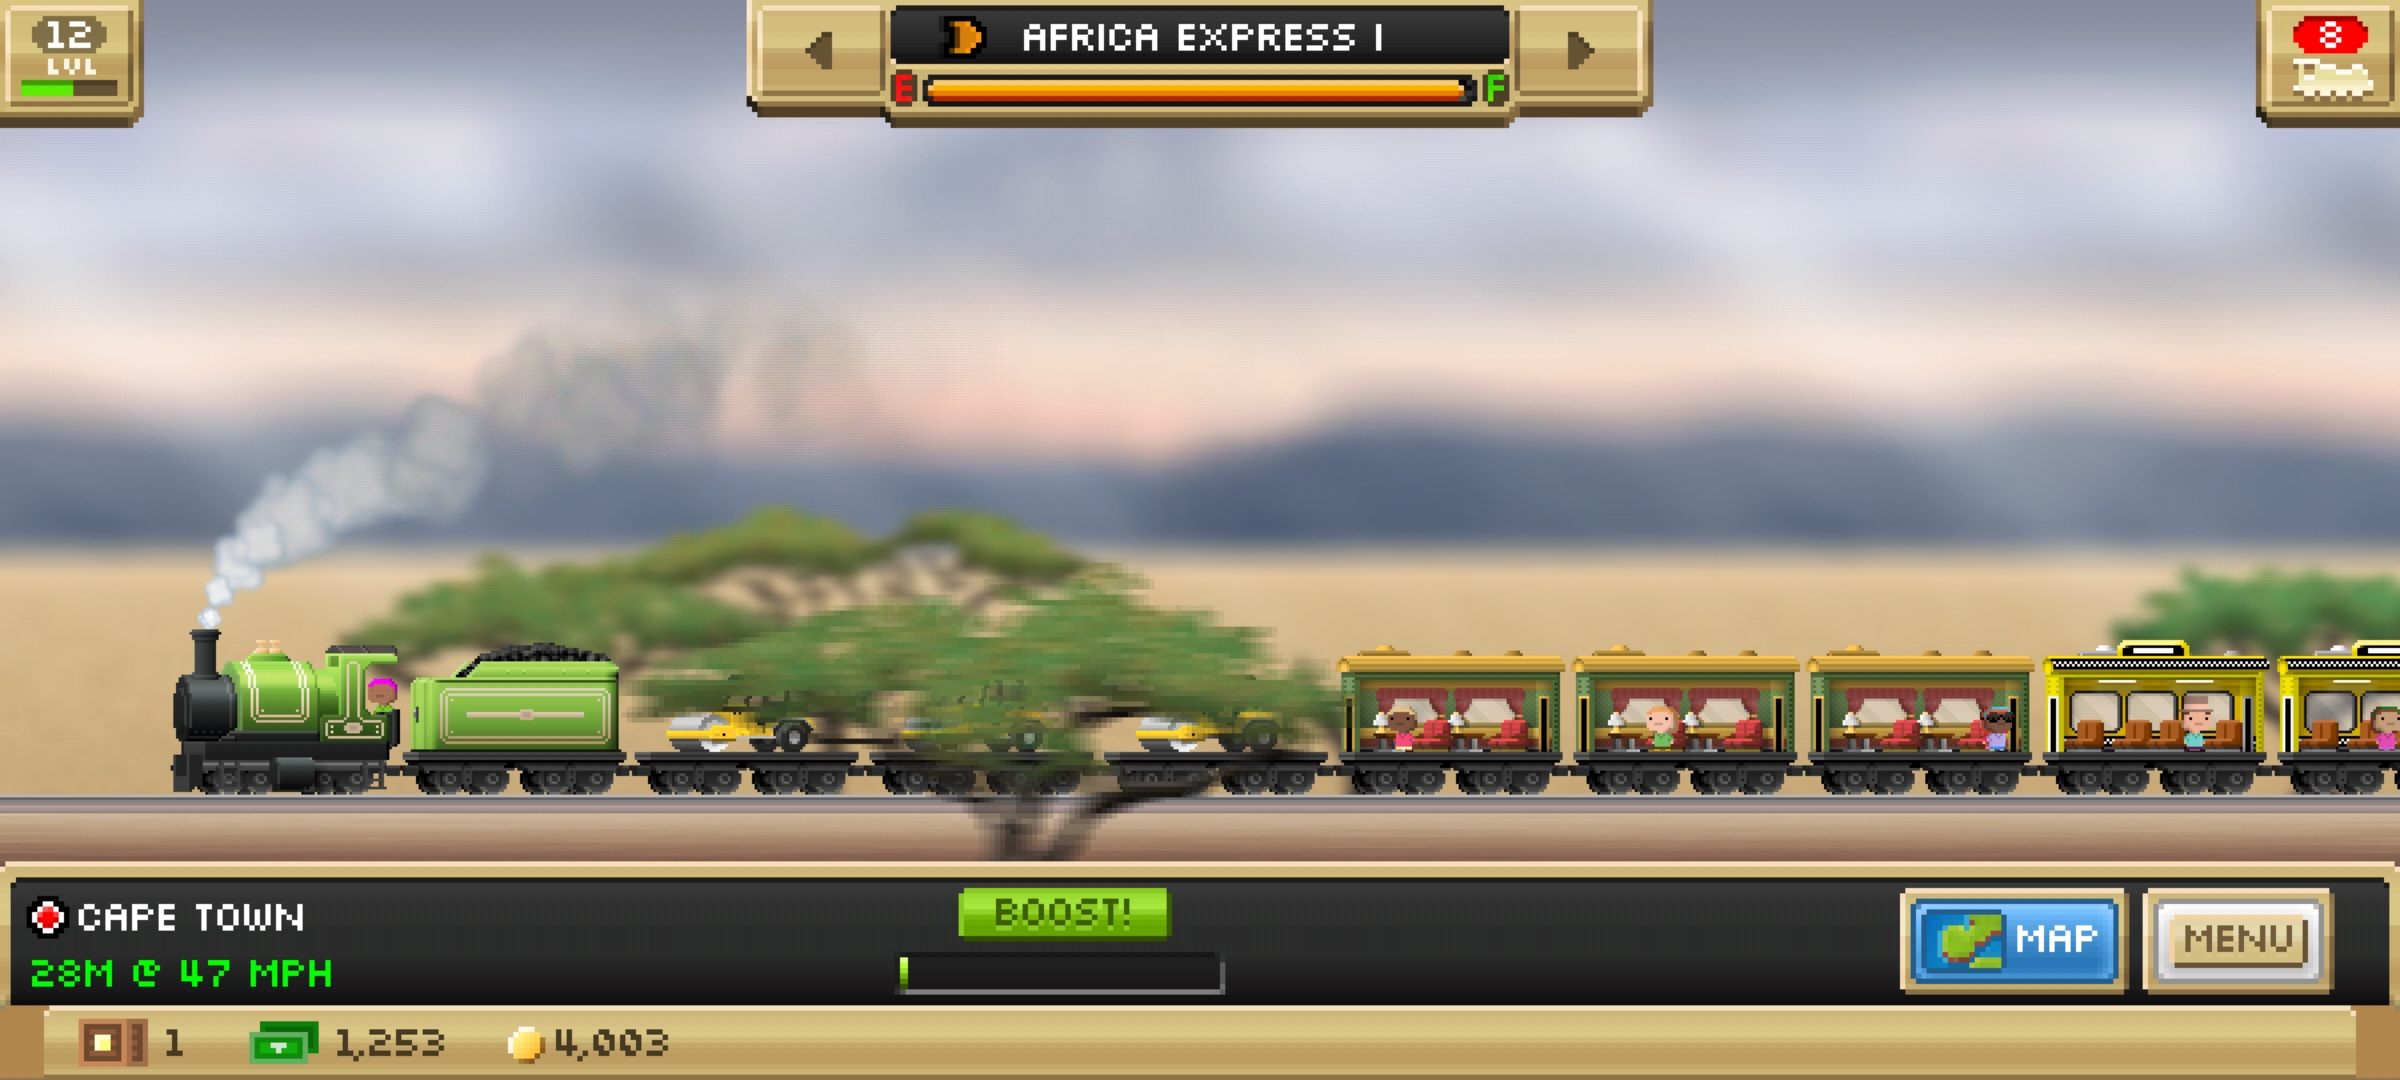 12
LVL
AFRICA EXPRESS I
E F
8
CAPE TOWN
28M @ 47 MPH
BOOST!
MAP
MENU
1
1,253
4,003